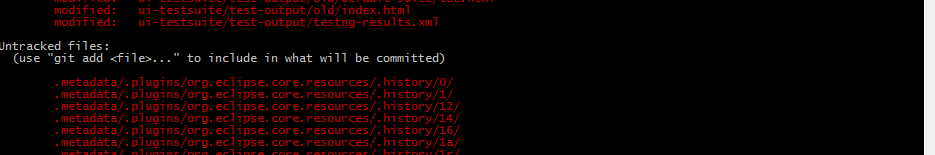 modified:   ui-testsuite/test-output/old/index.html
modified:   ui-testsuite/test-output/testng-results.xml
Untracked files:
(use "git add <file>..." to include in what will be committed)
.metadata/.plugins/org.eclipse.core.resources/.history/0/
.metadata/.plugins/org.eclipse.core.resources/.history/1/
.metadata/.plugins/org.eclipse.core.resources/.history/12/
.metadata/.plugins/org.eclipse.core.resources/.history/14/
.metadata/.plugins/org.eclipse.core.resources/.history/16/
.metadata/.plugins/org.eclipse.core.resources/.history/1a/
.metadata/.plugins/org.eclipse.core.resources/.history/1c/